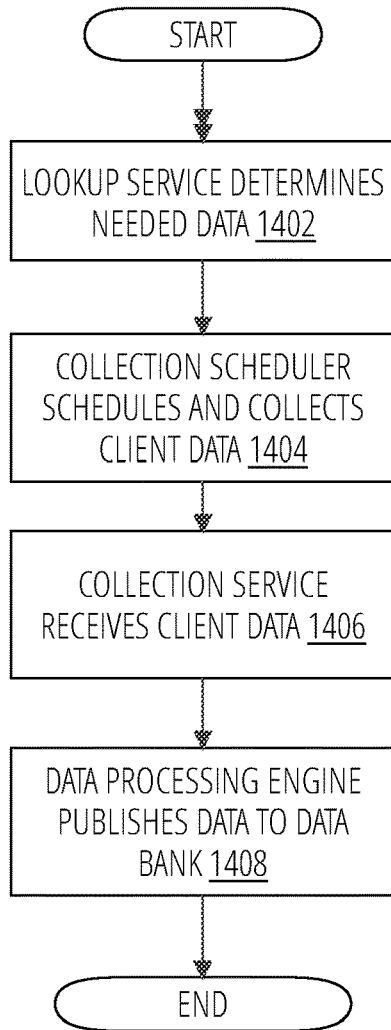 START
LOOKUP SERVICE DETERMINES
NEEDED DATA 1402
COLLECTION SCHEDULER
SCHEDULES AND COLLECTS
CLIENT DATA 1404
COLLECTION SERVICE
RECEIVES CLIENT DATA 1406
DATA PROCESSING ENGINE
PUBLISHES DATA TO DATA
BANK 1408
END